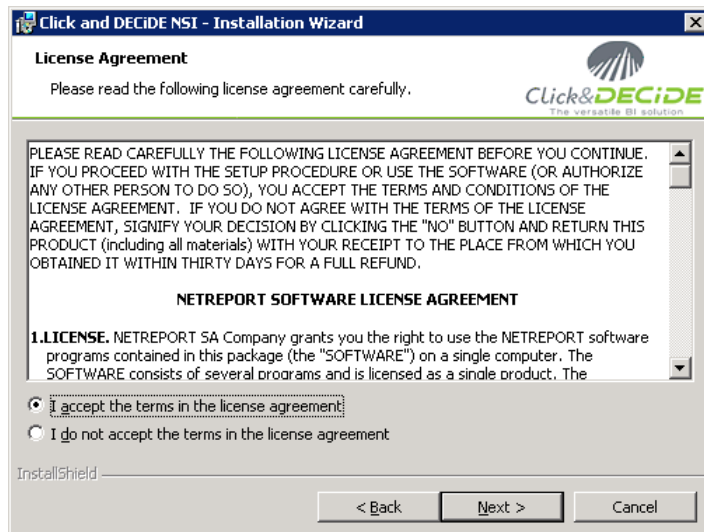 Click and DECiDE NSI - Installation Wizard
License Agreement
Please read the following license agreement carefully.
Click&DECiDE
The versatile BI solution
PLEASE READ CAREFULLY THE FOLLOWING LICENSE AGREEMENT BEFORE YOU CONTINUE.
IF YOU PROCEED WITH THE SETUP PROCEDURE OR USE THE SOFTWARE (OR AUTHORIZE
ANY OTHER PERSON TO DO SO), YOU ACCEPT THE TERMS AND CONDITIONS OF THE
LICENSE AGREEMENT. IF YOU DO NOT AGREE WITH THE TERMS OF THE LICENSE
AGREEMENT, SIGNIFY YOUR DECISION BY CLICKING THE "NO" BUTTON AND RETURN THIS
PRODUCT (including all materials) WITH YOUR RECEIPT TO THE PLACE FROM WHICH YOU
OBTAINED IT WITHIN THIRTY DAYS FOR A FULL REFUND.
NETREPORT SOFTWARE LICENSE AGREEMENT
1.LICENSE. NETREPORT SA Company grants you the right to use the NETREPORT software
programs contained in this package (the "SOFTWARE") on a single computer. The
SOFTWARE consists of several programs and is licensed as a single product. The
I accept the terms in the license agreement
I do not accept the terms in the license agreement
InstallShield
< Back
Next >
Cancel